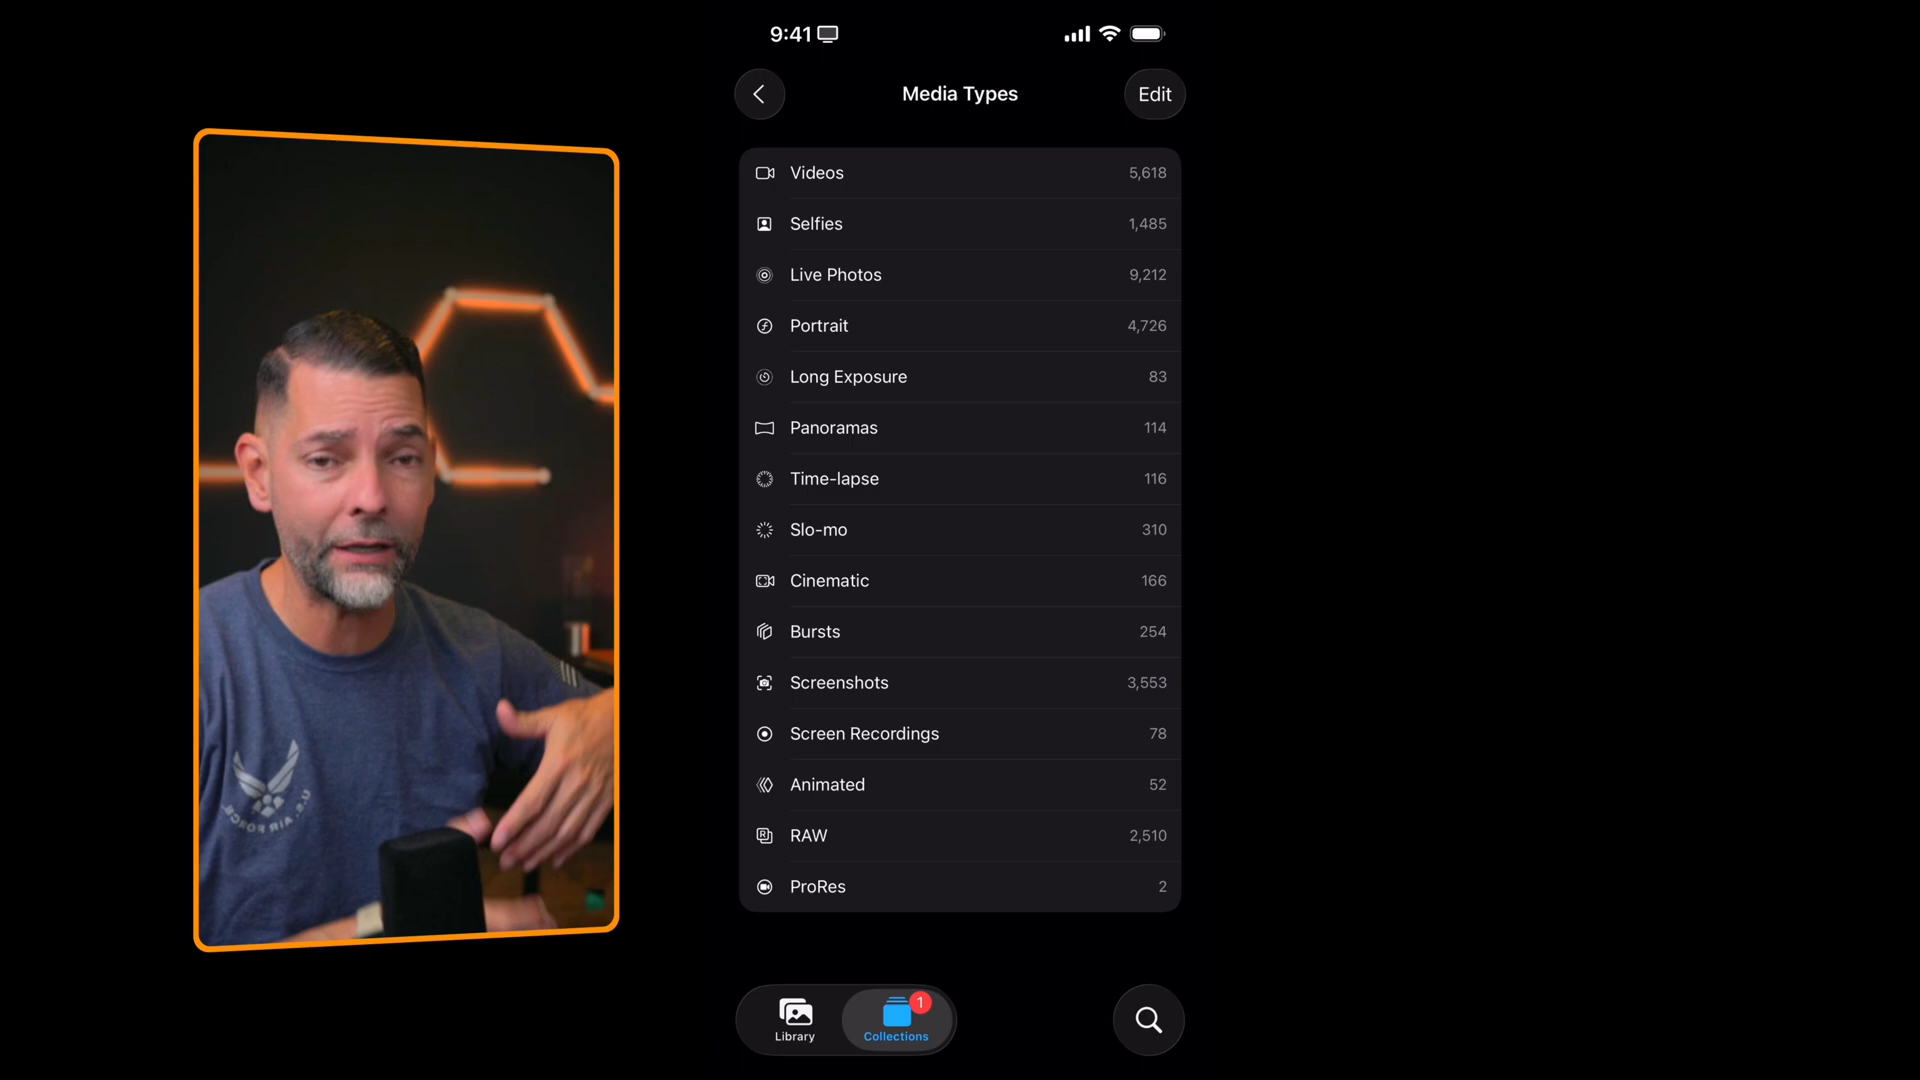 9:41
Media Types
Edit
Videos 5,618
Selfies 1,485
Live Photos 9,212
Portrait 4,726
Long Exposure 83
Panoramas 114
Time-lapse 116
Slo-mo 310
Cinematic 166
Bursts 254
Screenshots 3,553
Screen Recordings 78
Animated 52
RAW 2,510
ProRes 2
U.S. AIR FORCE
1
Library
Collections